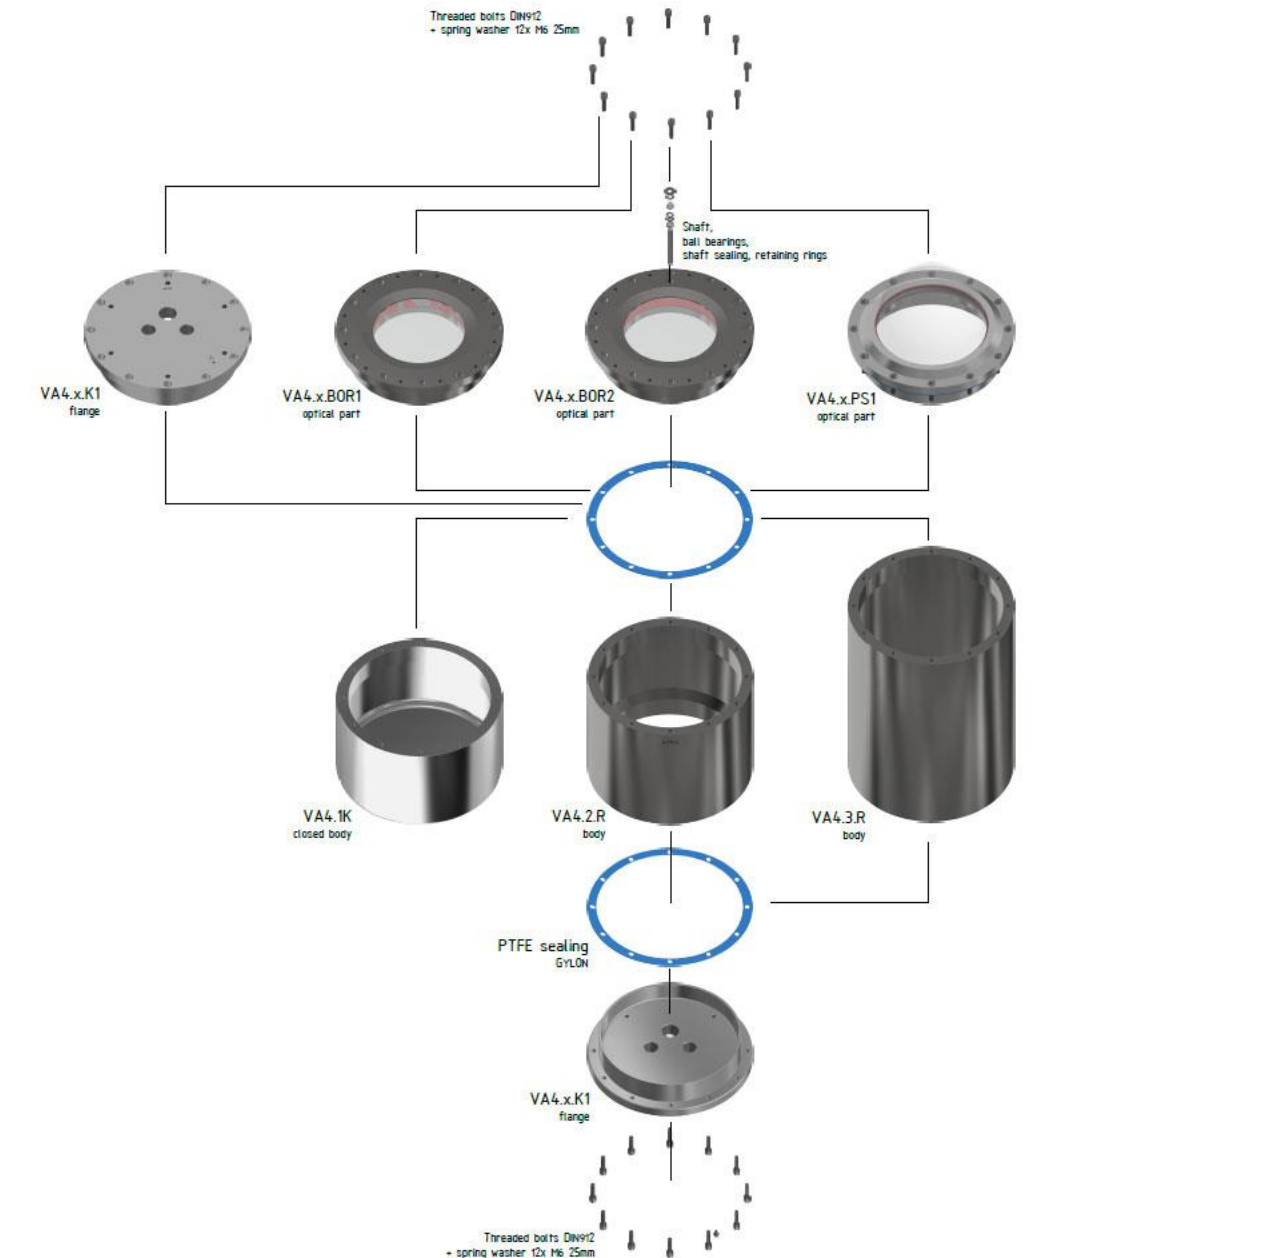 Threaded bolts DIN912
+ spring washer 12x M6 25mm
Shaft,
ball bearings,
shaft sealing, retaining rings
VA4.x.K1
flange
VA4.x.BOR1
optical part
VA4.x.BOR2
optical part
VA4.x.PS1
optical part
VA4.1K
closed body
VA4.2.R
body
VA4.3.R
body
PTFE sealing
GYLON
VA4.x.K1
flange
Threaded bolts DIN912
+ spring washer 12x M6 25mm